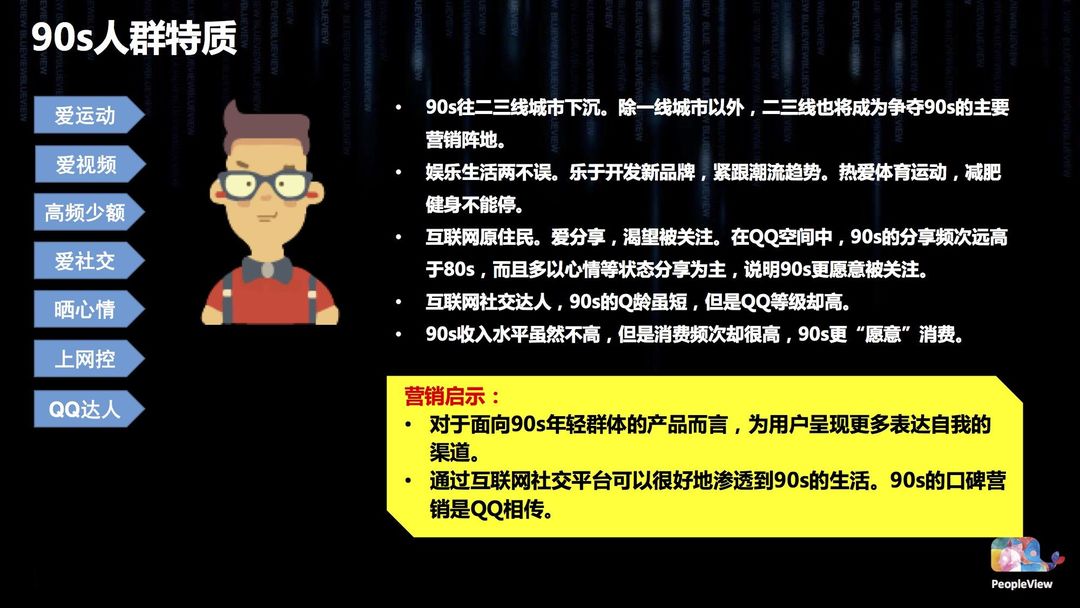 90s人群特质
爱运动
爱视频
高频少额
爱社交
晒心情
上网控
QQ达人
• 90s往二三线城市下沉。除一线城市以外，二三线也将成为争夺90s的主要
营销阵地。
• 娱乐生活两不误。乐于开发新品牌，紧跟潮流趋势。热爱体育运动，减肥
健身不能停。
• 互联网原住民。爱分享，渴望被关注。在QQ空间中，90s的分享频次远高
于80s，而且多以心情等状态分享为主，说明90s更愿意被关注。
• 互联网社交达人，90s的Q龄虽短，但是QQ等级却高。
• 90s收入水平虽然不高，但是消费频次却很高，90s更“愿意”消费。
营销启示：
• 对于面向90s年轻群体的产品而言，为用户呈现更多表达自我的
渠道。
• 通过互联网社交平台可以很好地渗透到90s的生活。90s的口碑营
销是QQ相传。
PeopleView